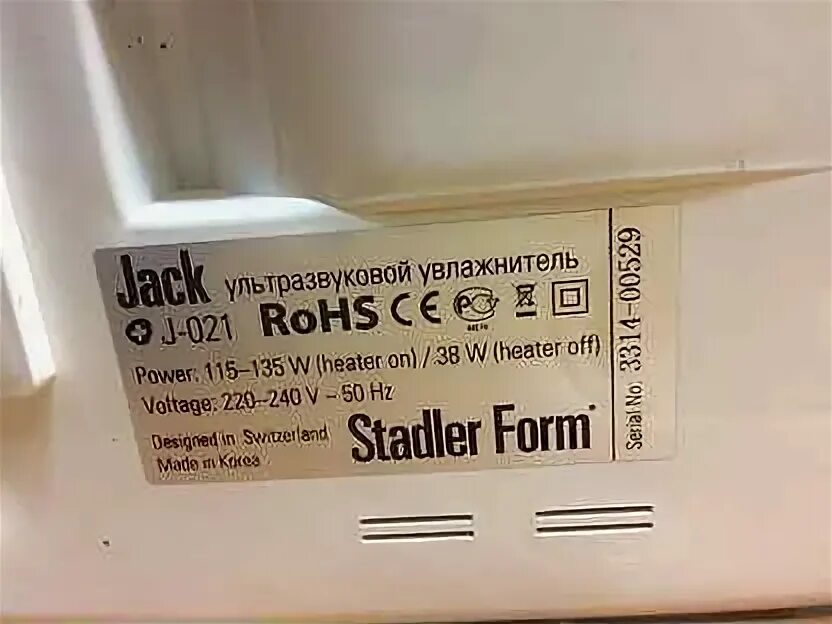 Jack ультразвуковой увлажнитель
J-021 RoHS CE
Power: 115-135 W (heater on) / 38 W (heater off)
Voltage: 220-240 V ~ 50 Hz
Designed in Switzerland
Made in Korea
Stadler Form
Serial No: 3314-00529